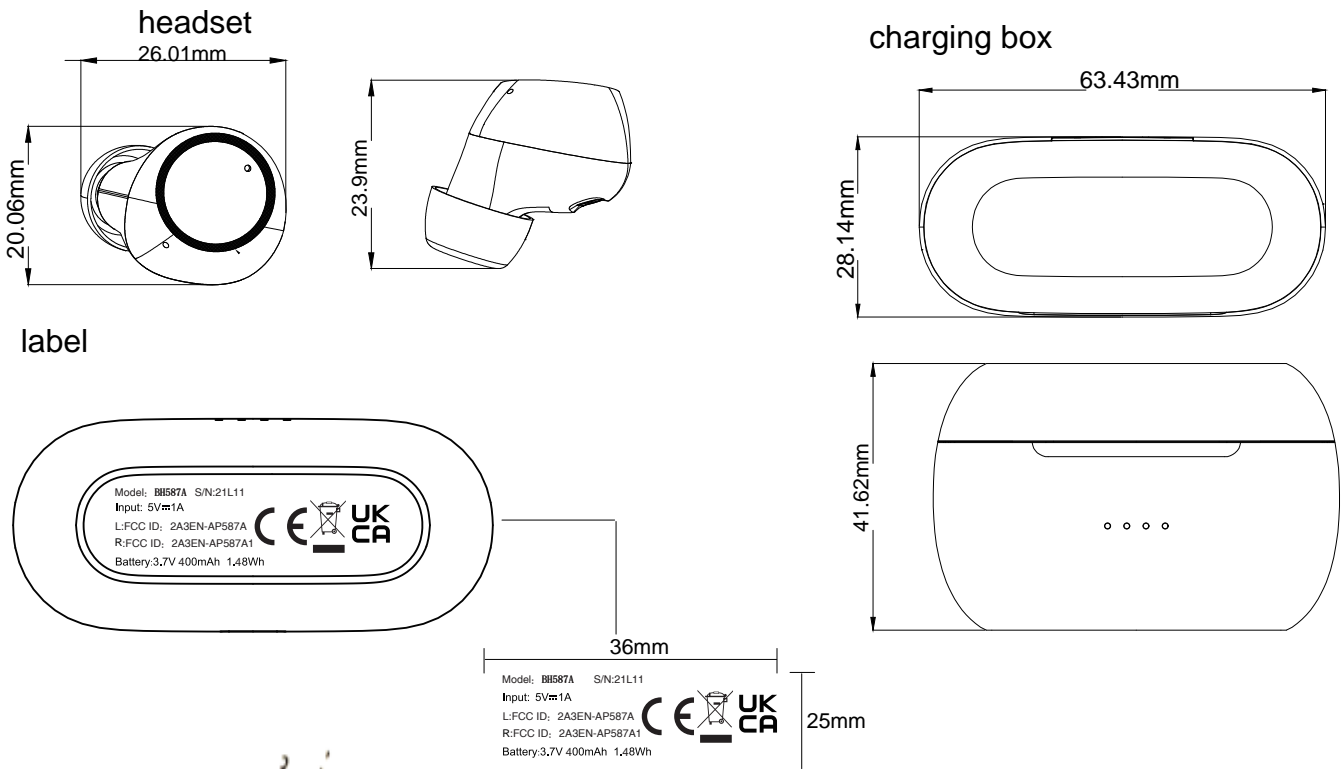 headset
26.01mm
20.06mm
23.9mm
charging box
63.43mm
28.14mm
41.62mm
label
Model: BH587A S/N:21L11
Input: 5V⎓1A
L:FCC ID: 2A3EN-AP587A
R:FCC ID: 2A3EN-AP587A1
Battery:3.7V 400mAh 1.48Wh
CE
UK
CA
36mm
25mm
Model: BH587A S/N:21L11
Input: 5V⎓1A
L:FCC ID: 2A3EN-AP587A
R:FCC ID: 2A3EN-AP587A1
Battery:3.7V 400mAh 1.48Wh
CE
UK
CA